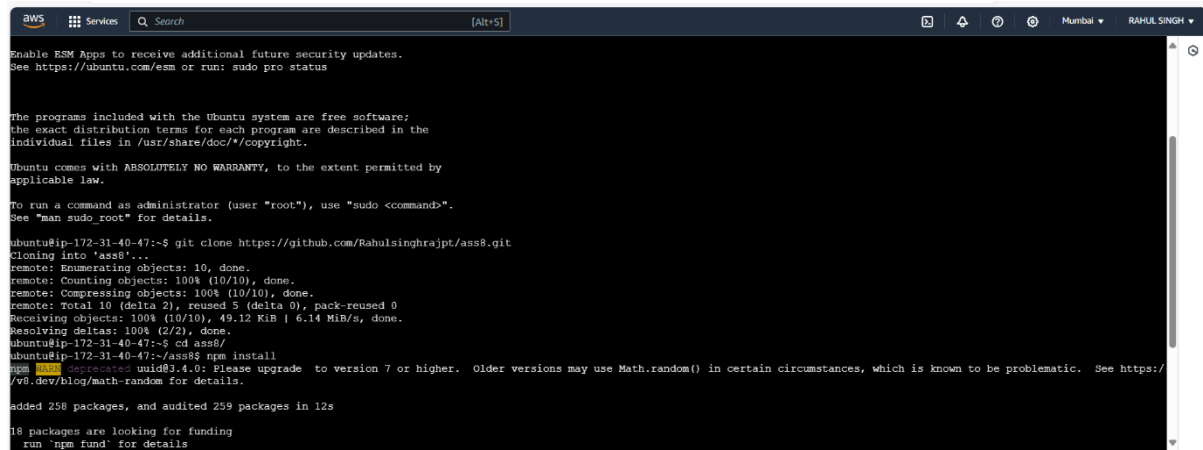 aws Services Search [Alt+S] Mumbai RAHUL SINGH
Enable ESM Apps to receive additional future security updates.
See https://ubuntu.com/esm or run: sudo pro status
The programs included with the Ubuntu system are free software;
the exact distribution terms for each program are described in the
individual files in /usr/share/doc/*/copyright.
Ubuntu comes with ABSOLUTELY NO WARRANTY, to the extent permitted by
applicable law.
To run a command as administrator (user "root"), use "sudo <command>".
See "man sudo_root" for details.
ubuntu@ip-172-31-40-47:~$ git clone https://github.com/Rahulsinghrajpt/ass8.git
Cloning into 'ass8'...
remote: Enumerating objects: 10, done.
remote: Counting objects: 100% (10/10), done.
remote: Compressing objects: 100% (10/10), done.
remote: Total 10 (delta 2), reused 5 (delta 0), pack-reused 0
Receiving objects: 100% (10/10), 49.12 KiB | 6.14 MiB/s, done.
Resolving deltas: 100% (2/2), done.
ubuntu@ip-172-31-40-47:~$ cd ass8/
ubuntu@ip-172-31-40-47:~/ass8$ npm install
npm WARN deprecated uuid@3.4.0: Please upgrade  to version 7 or higher.  Older versions may use Math.random() in certain circumstances, which is known to be problematic.  See https:/
/v8.dev/blog/math-random for details.
added 258 packages, and audited 259 packages in 12s
18 packages are looking for funding
  run `npm fund` for details